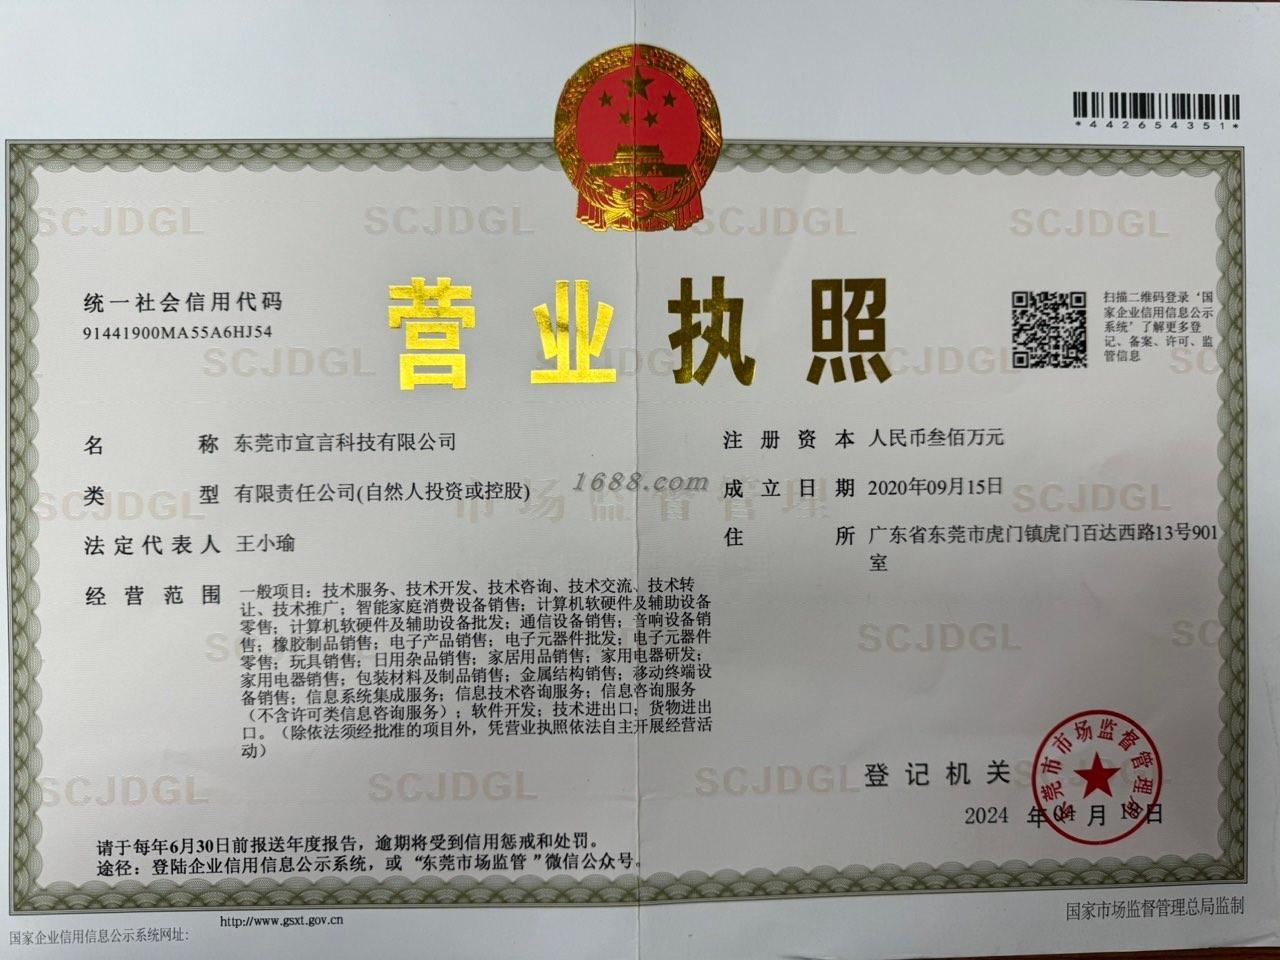 *442654351*
SCJDGL SCJDGL SCJDGL SCJDGL
营业执照
统一社会信用代码
91441900MA55A6HJ54
扫描二维码登录‘国
家企业信用信息公示
系统’了解更多登
记、备案、许可、监
管信息
名称 东莞市宣言科技有限公司
类型 有限责任公司(自然人投资或控股)
法定代表人 王小瑜
经营范围 一般项目：技术服务、技术开发、技术咨询、技术交流、技术转
让、技术推广；智能家庭消费设备销售；计算机软硬件及辅助设备
零售；计算机软硬件及辅助设备批发；通信设备销售；音响设备销
售；橡胶制品销售；电子产品销售；电子元器件批发；电子元器件
零售；玩具销售；日用杂品销售；家居用品销售；家用电器研发；
家用电器销售；包装材料及制品销售；金属结构销售；移动终端设
备销售；信息系统集成服务；信息技术咨询服务；信息咨询服务
（不含许可类信息咨询服务）；软件开发；技术进出口；货物进出
口。（除依法须经批准的项目外，凭营业执照依法自主开展经营活
动）
注册资本 人民币叁佰万元
成立日期 2020年09月15日
住所 广东省东莞市虎门镇虎门百达西路13号901
室
1688.com
市场监督管理
登记机关
东莞市市场监督管理局
2024 年 月 日
请于每年6月30日前报送年度报告，逾期将受到信用惩戒和处罚。
途径：登陆企业信用信息公示系统，或“东莞市场监管”微信公众号。
国家企业信用信息公示系统网址：
http://www.gsxt.gov.cn
国家市场监督管理总局监制